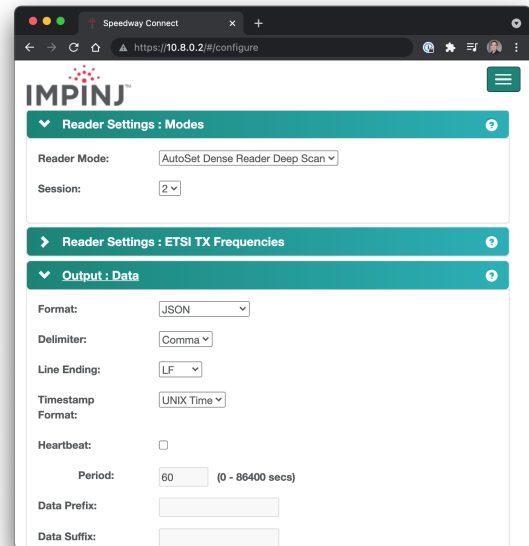 Speedway Connect
https://10.8.0.2/#/configure
IMPINJ™
Reader Settings : Modes
Reader Mode: AutoSet Dense Reader Deep Scan
Session: 2
Reader Settings : ETSI TX Frequencies
Output : Data
Format: JSON
Delimiter: Comma
Line Ending: LF
Timestamp Format: UNIX Time
Heartbeat:
Period: 60 (0 - 86400 secs)
Data Prefix:
Data Suffix: